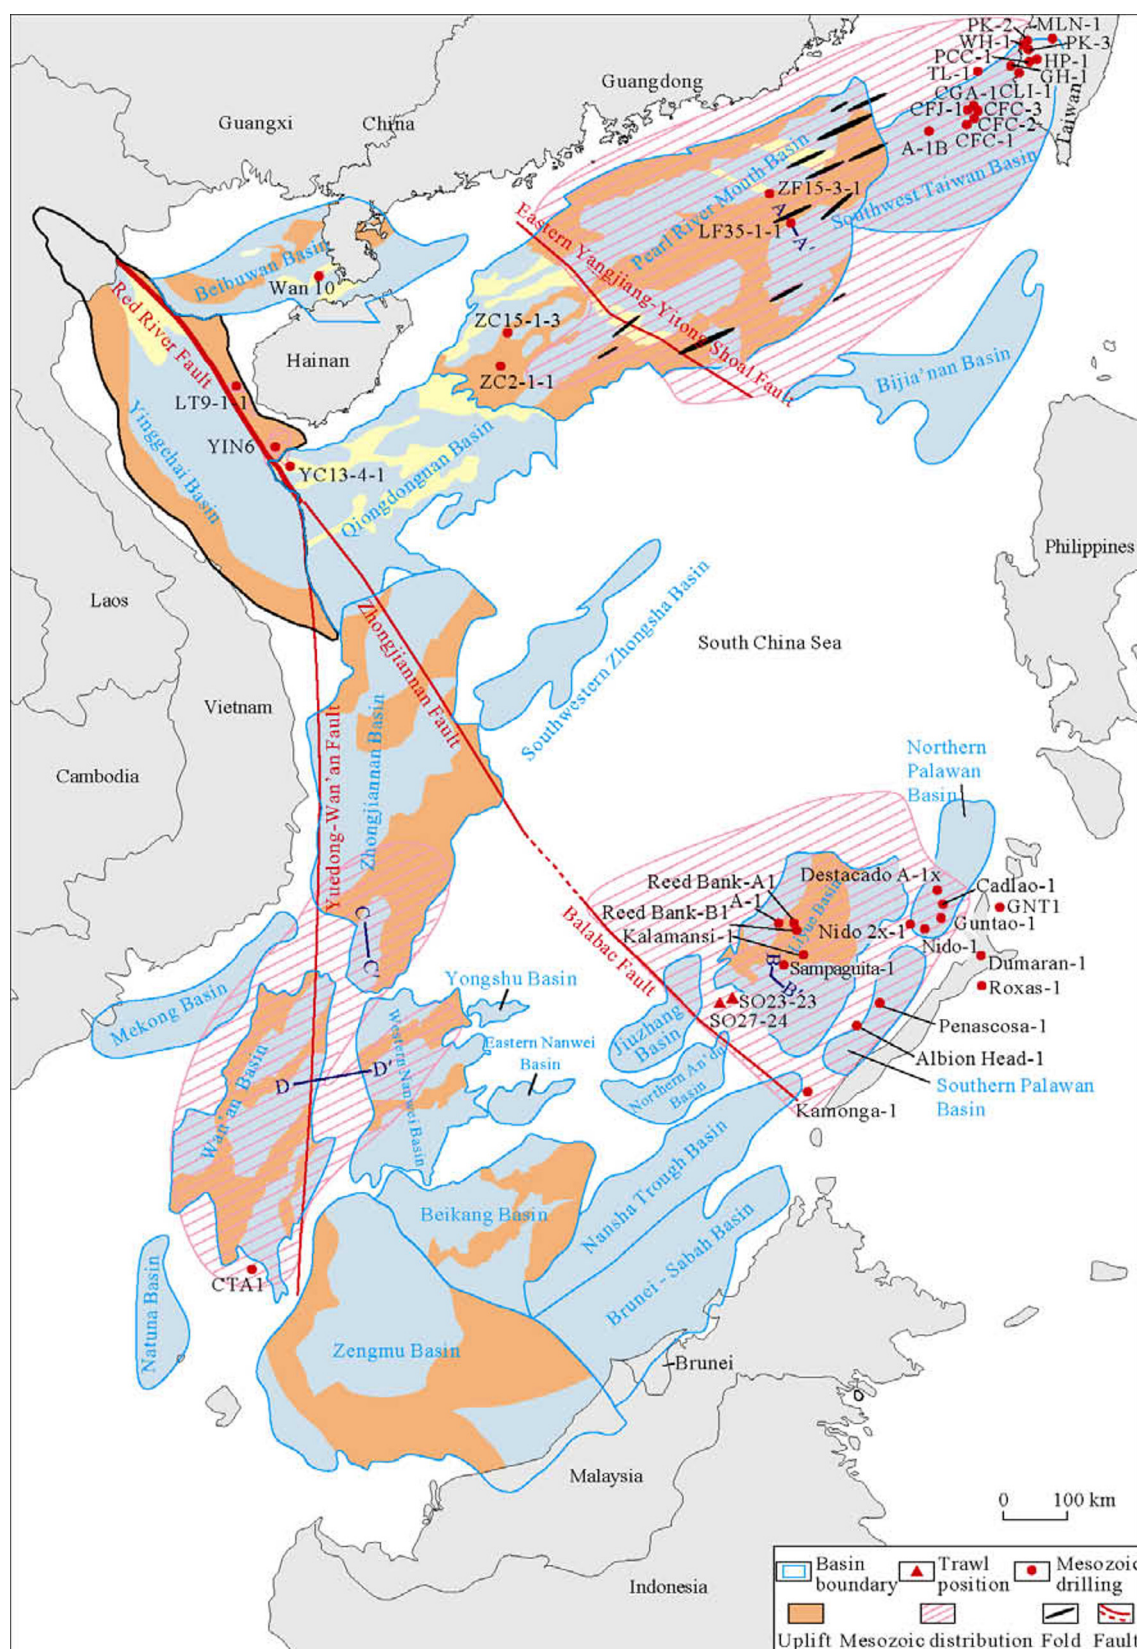 PK-2
MLN-1
WH-1
PK-3
PCC-1
HP-1
TL-1
GH-1
Guangdong
CGA-1
CLI-1
CFJ-1
CFC-3
CFC-2
A-1B
CFC-1
Taiwan
Guangxi
China
Southwest Taiwan Basin
Pearl River Mouth Basin
ZF15-3-1
A
LF35-1-1
A'
Eastern Yangjiang-Yitong Shoal Fault
Beibuwan Basin
Wan 10
Red River Fault
ZC15-1-3
Hainan
ZC2-1-1
Bijia'nan Basin
LT9-1-1
Yinggehai Basin
YIN6
YC13-4-1
Qiongdongnan Basin
Philippines
Laos
Zhongjiannan Fault
Southwestern Zhongsha Basin
South China Sea
Vietnam
Cambodia
Zhongjiannan Basin
Yuedong-Wan'an Fault
Northern
Palawan
Basin
Reed Bank-A1
Destacado A-1x
Cadlao-1
A-1
GNT1
Reed Bank-B1
Liyue Basin
Guntao-1
Kalamansi-1
Nido 2x-1
Nido-1
C
C'
Balabac Fault
B
Sampaguita-1
Dumaran-1
B'
Roxas-1
Mekong Basin
Yongshu Basin
SO23-23
SO27-24
Penascosa-1
Jiuzhang
Basin
Eastern Nanwei
Basin
Western Nanwei Basin
Albion Head-1
D
D'
Northern An'du
Basin
Southern Palawan
Basin
Wan'an Basin
Kamonga-1
Beikang Basin
Nansha Trough Basin
Brunei - Sabah Basin
CTA1
Natuna Basin
Zengmu Basin
Brunei
Malaysia
0 100 km
Indonesia
Basin
boundary
Trawl
position
Mesozoic
drilling
Uplift Mesozoic distribution Fold Fault